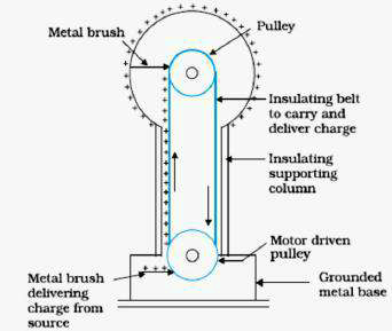 Metal brush
Pulley
Insulating belt
to carry and
deliver charge
Insulating
supporting
column
Motor driven
pulley
Grounded
metal base
Metal brush
delivering
charge from
source